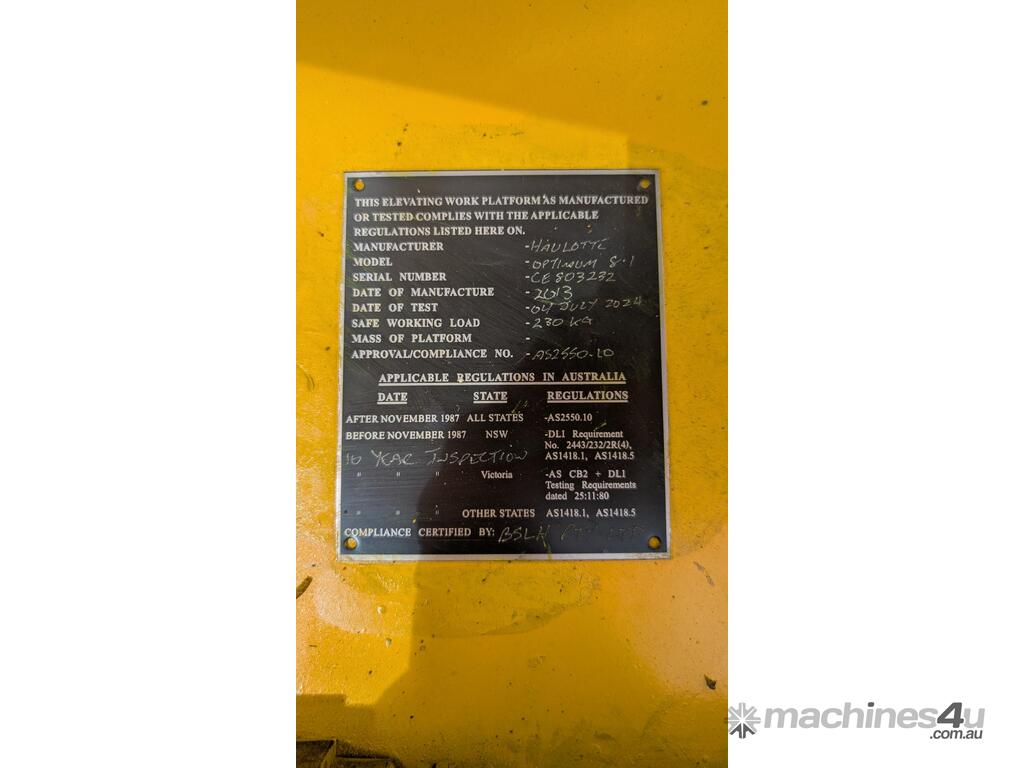 THIS ELEVATING WORK PLATFORM AS MANUFACTURED
OR TESTED COMPLIES WITH THE APPLICABLE
REGULATIONS LISTED HERE ON.
MANUFACTURER - HAULOTTE
MODEL - OPTIMUM 8.1
SERIAL NUMBER - CE803232
DATE OF MANUFACTURE - 2013
DATE OF TEST - 04 JULY 2024
SAFE WORKING LOAD - 230 KG
MASS OF PLATFORM -
APPROVAL/COMPLIANCE NO. - AS2550.10
APPLICABLE REGULATIONS IN AUSTRALIA
DATE STATE REGULATIONS
AFTER NOVEMBER 1987 ALL STATES -AS2550.10
BEFORE NOVEMBER 1987 NSW -DL1 Requirement
No. 2443/232/2R(4),
10 YEAR INSPECTION AS1418.1, AS1418.5
" " " Victoria -AS CB2 + DL1
Testing Requirements
dated 25:11:80
" " " OTHER STATES AS1418.1, AS1418.5
COMPLIANCE CERTIFIED BY: BSLH PTY LTD
machines4u
.com.au